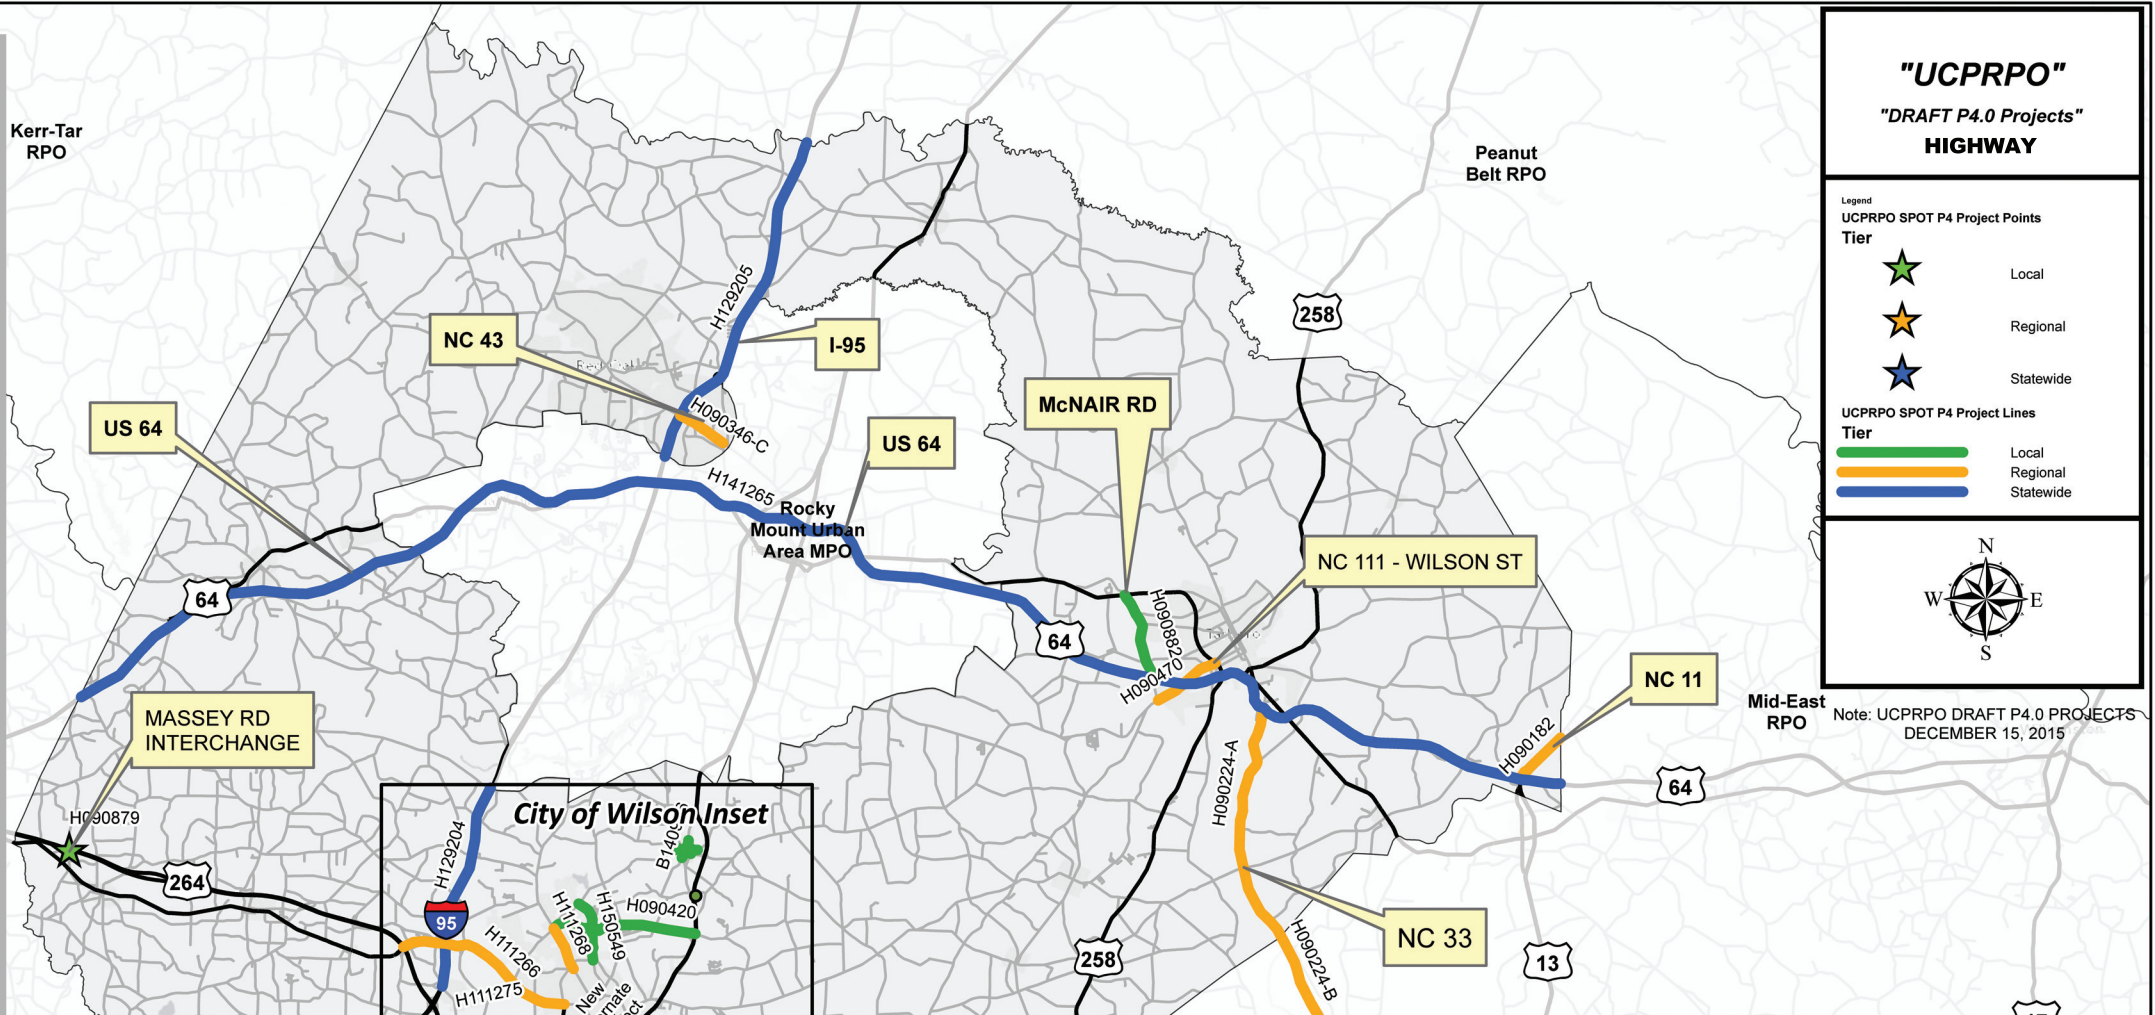 "UCPRPO"
"DRAFT P4.0 Projects"
HIGHWAY
Legend
UCPRPO SPOT P4 Project Points
Tier
Local
Regional
Statewide
UCPRPO SPOT P4 Project Lines
Tier
Local
Regional
Statewide
N
W
E
S
Note: UCPRPO DRAFT P4.0 PROJECTS
DECEMBER 15, 2015
Kerr-Tar
RPO
Peanut
Belt RPO
258
H129205
NC 43
I-95
H090346-C
US 64
US 64
McNAIR RD
H141265
Rocky
Mount Urban
Area MPO
NC 111 - WILSON ST
64
64
H090882
H090470
NC 11
Mid-East
RPO
MASSEY RD
INTERCHANGE
H090182
H090224-A
64
City of Wilson Inset
H090879
H129204
264
95
H111268
H150549
H090420
H111266
H111275
New
258
NC 33
H090224-B
13